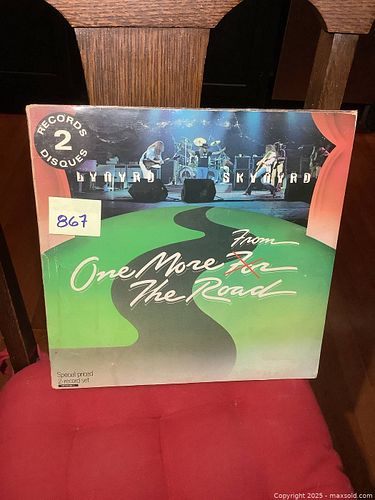 RECORDS
2
DISQUES
LYNYRD SKYNYRD
867
From
One More For
The Road
Special priced
2-record set
Copyright 2025 - maxsold.com